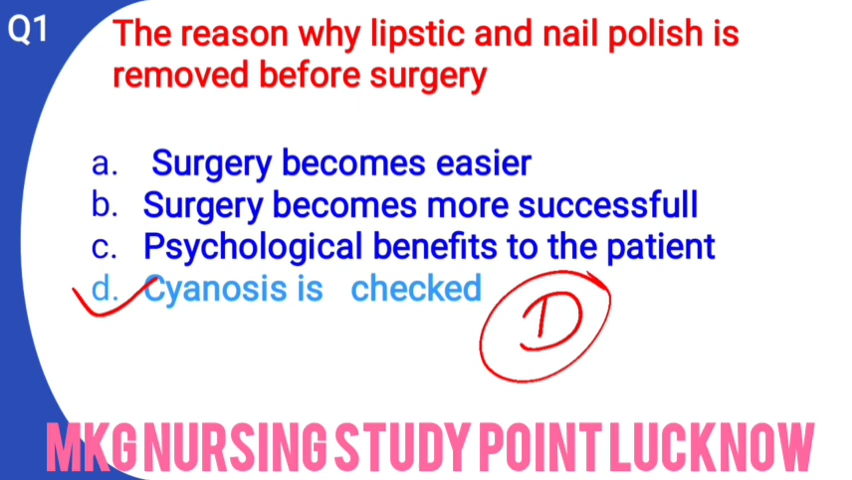 Q1
The reason why lipstic and nail polish is
removed before surgery
a. Surgery becomes easier
b. Surgery becomes more successfull
c. Psychological benefits to the patient
d. Cyanosis is checked
D
MKG NURSING STUDY POINT LUCKNOW